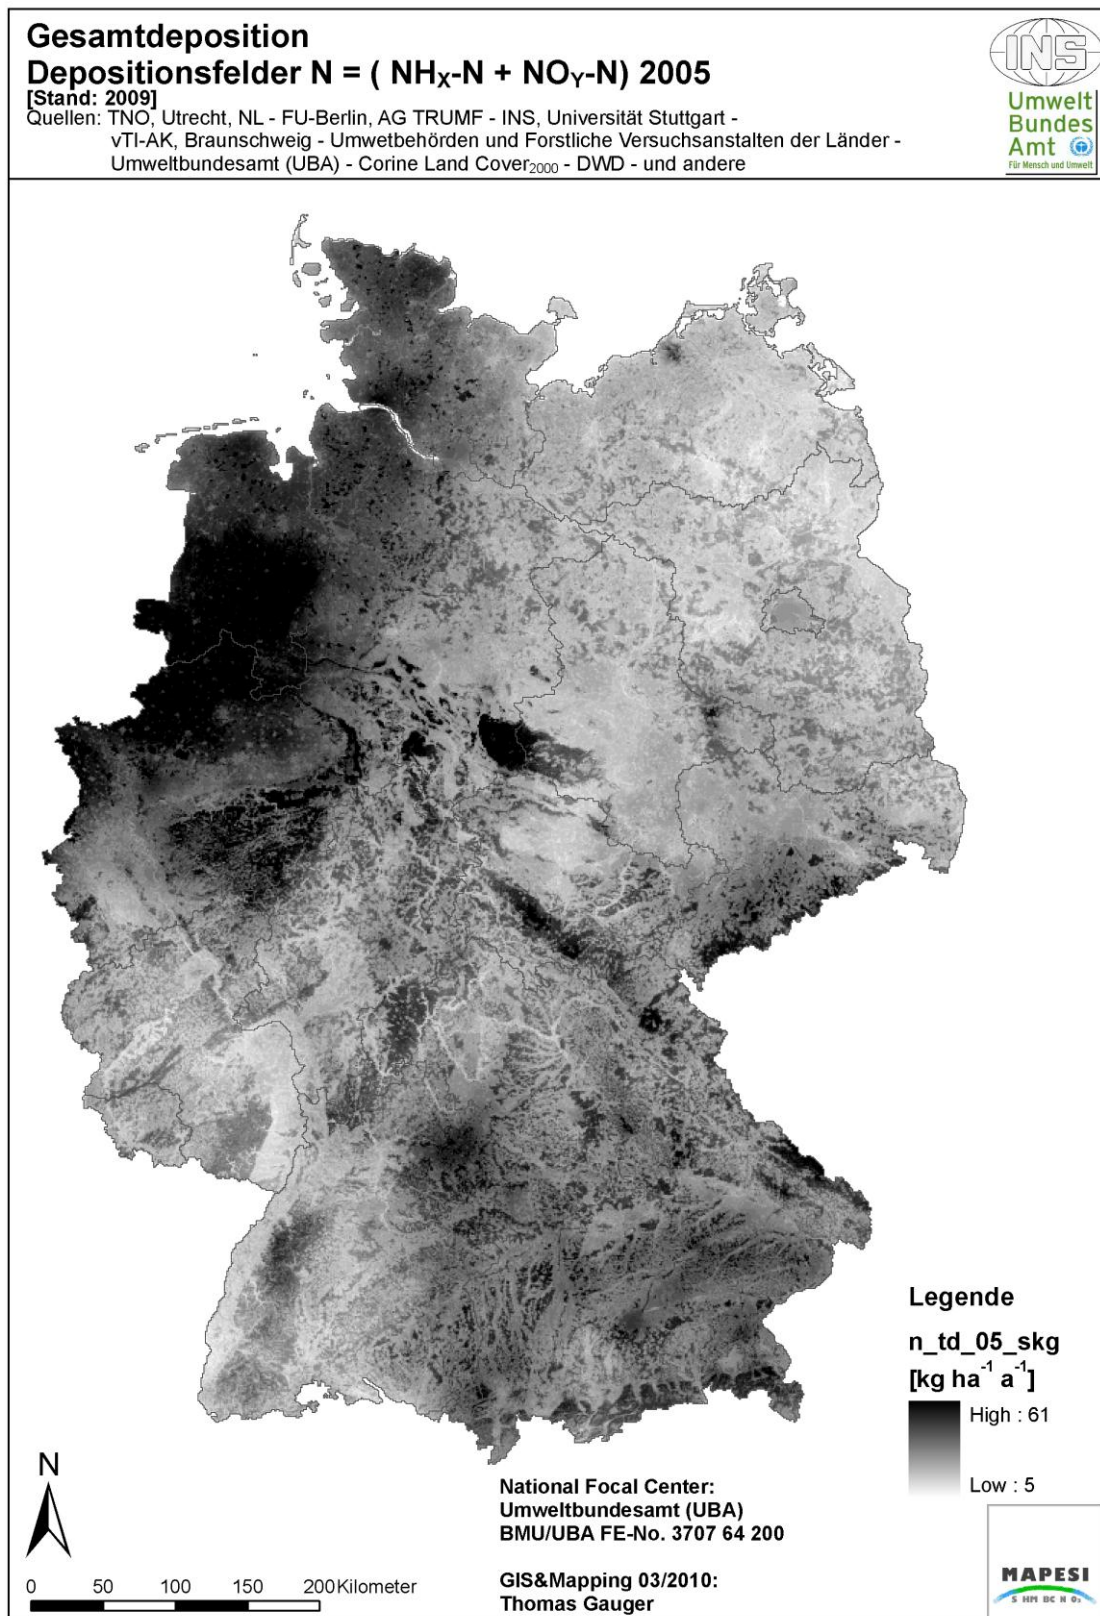 Gesamtdeposition
Depositionsfelder N = ( NHX-N + NOY-N) 2005
[Stand: 2009]
Quellen: TNO, Utrecht, NL - FU-Berlin, AG TRUMF - INS, Universität Stuttgart -
vTI-AK, Braunschweig - Umwetbehörden und Forstliche Versuchsanstalten der Länder -
Umweltbundesamt (UBA) - Corine Land Cover2000 - DWD - und andere
INS
Umwelt
Bundes
Amt
Für Mensch und Umwelt
Legende
n_td_05_skg
[kg ha-1 a-1]
High : 61
Low : 5
N
0 50 100 150 200 Kilometer
National Focal Center:
Umweltbundesamt (UBA)
BMU/UBA FE-No. 3707 64 200
GIS&Mapping 03/2010:
Thomas Gauger
MAPESI
S HM BC N O3